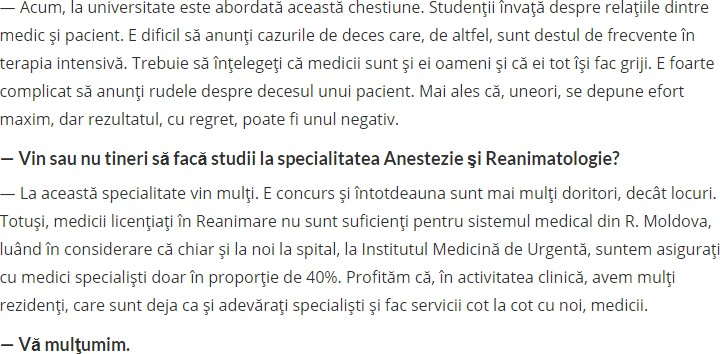 — Acum, la universitate este abordată această chestiune. Studenţii învaţă despre relaţiile dintre
medic şi pacient. E dificil să anunţi cazurile de deces care, de altfel, sunt destul de frecvente în
terapia intensivă. Trebuie să înţelegeţi că medicii sunt şi ei oameni şi că ei tot îşi fac griji. E foarte
complicat să anunţi rudele despre decesul unui pacient. Mai ales că, uneori, se depune efort
maxim, dar rezultatul, cu regret, poate fi unul negativ.
— Vin sau nu tineri să facă studii la specialitatea Anestezie şi Reanimatologie?
— La această specialitate vin mulţi. E concurs şi întotdeauna sunt mai mulţi doritori, decât locuri.
Totuşi, medicii licenţiaţi în Reanimare nu sunt suficienţi pentru sistemul medical din R. Moldova,
luând în considerare că chiar şi la noi la spital, la Institutul Medicină de Urgentă, suntem asiguraţi
cu medici specialişti doar în proporţie de 40%. Profităm că, în activitatea clinică, avem mulţi
rezidenţi, care sunt deja ca şi adevăraţi specialişti şi fac servicii cot la cot cu noi, medicii.
— Vă mulţumim.